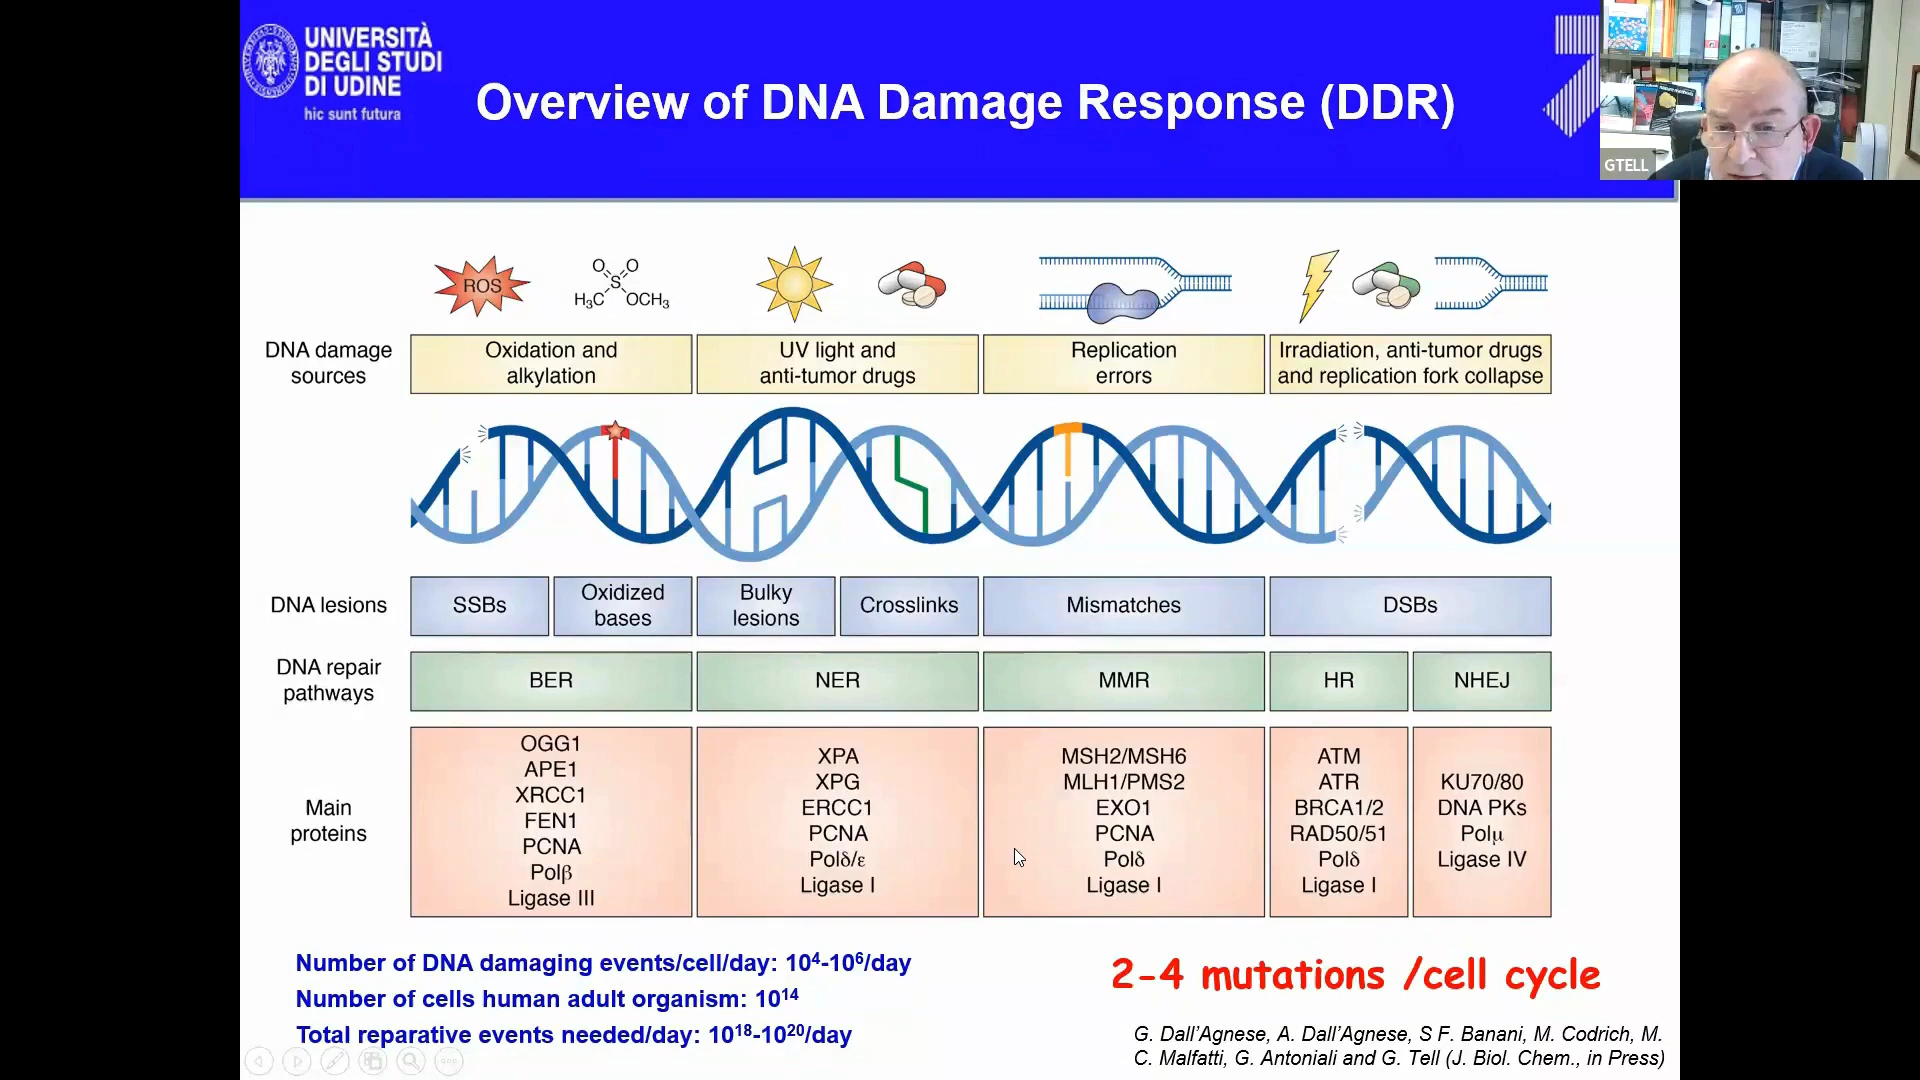 UNIVERSITÀ
DEGLI STUDI
DI UDINE
hic sunt futura
Overview of DNA Damage Response (DDR)
GTELL
ROS
O O
S
H₃C OCH₃
DNA damage
sources
Oxidation and
alkylation
UV light and
anti-tumor drugs
Replication
errors
Irradiation, anti-tumor drugs
and replication fork collapse
DNA lesions
SSBs
Oxidized
bases
Bulky
lesions
Crosslinks
Mismatches
DSBs
DNA repair
pathways
BER
NER
MMR
HR
NHEJ
Main
proteins
OGG1
APE1
XRCC1
FEN1
PCNA
Polβ
Ligase III
XPA
XPG
ERCC1
PCNA
Polδ/ε
Ligase I
MSH2/MSH6
MLH1/PMS2
EXO1
PCNA
Polδ
Ligase I
ATM
ATR
BRCA1/2
RAD50/51
Polδ
Ligase I
KU70/80
DNA PKs
Polμ
Ligase IV
Number of DNA damaging events/cell/day: 10⁴-10⁶/day
Number of cells human adult organism: 10¹⁴
Total reparative events needed/day: 10¹⁸-10²⁰/day
2-4 mutations /cell cycle
G. Dall'Agnese, A. Dall'Agnese, S F. Banani, M. Codrich, M.
C. Malfatti, G. Antoniali and G. Tell (J. Biol. Chem., in Press)